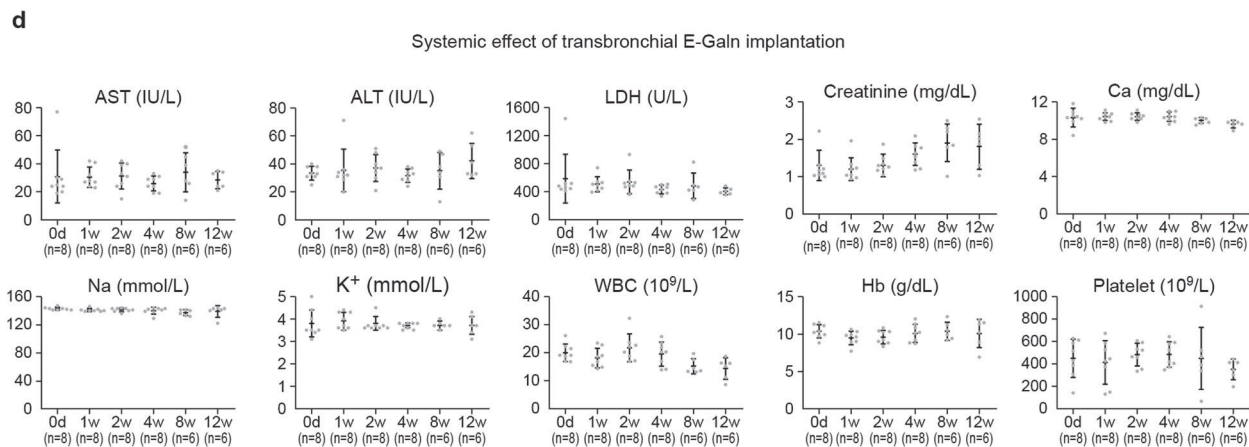 d
Systemic effect of transbronchial E-Galn implantation
AST (IU/L)
80
60
40
20
0
0d 1w 2w 4w 8w 12w
(n=8) (n=8) (n=8) (n=8) (n=6) (n=6)
ALT (IU/L)
80
60
40
20
0
0d 1w 2w 4w 8w 12w
(n=8) (n=8) (n=8) (n=8) (n=6) (n=6)
LDH (U/L)
1600
1200
800
400
0
0d 1w 2w 4w 8w 12w
(n=8) (n=8) (n=8) (n=8) (n=6) (n=6)
Creatinine (mg/dL)
3
2
1
0
0d 1w 2w 4w 8w 12w
(n=8) (n=8) (n=8) (n=8) (n=6) (n=6)
Ca (mg/dL)
12
8
4
0
0d 1w 2w 4w 8w 12w
(n=8) (n=8) (n=8) (n=8) (n=6) (n=6)
Na (mmol/L)
160
120
80
40
0
0d 1w 2w 4w 8w 12w
(n=8) (n=8) (n=8) (n=8) (n=6) (n=6)
K+ (mmol/L)
5
4
3
2
1
0
0d 1w 2w 4w 8w 12w
(n=8) (n=8) (n=8) (n=8) (n=6) (n=6)
WBC (10⁹/L)
40
30
20
10
0
0d 1w 2w 4w 8w 12w
(n=8) (n=8) (n=8) (n=8) (n=6) (n=6)
Hb (g/dL)
15
10
5
0
0d 1w 2w 4w 8w 12w
(n=8) (n=8) (n=8) (n=8) (n=6) (n=6)
Platelet (10⁹/L)
1000
800
600
400
200
0
0d 1w 2w 4w 8w 12w
(n=8) (n=8) (n=8) (n=8) (n=6) (n=6)